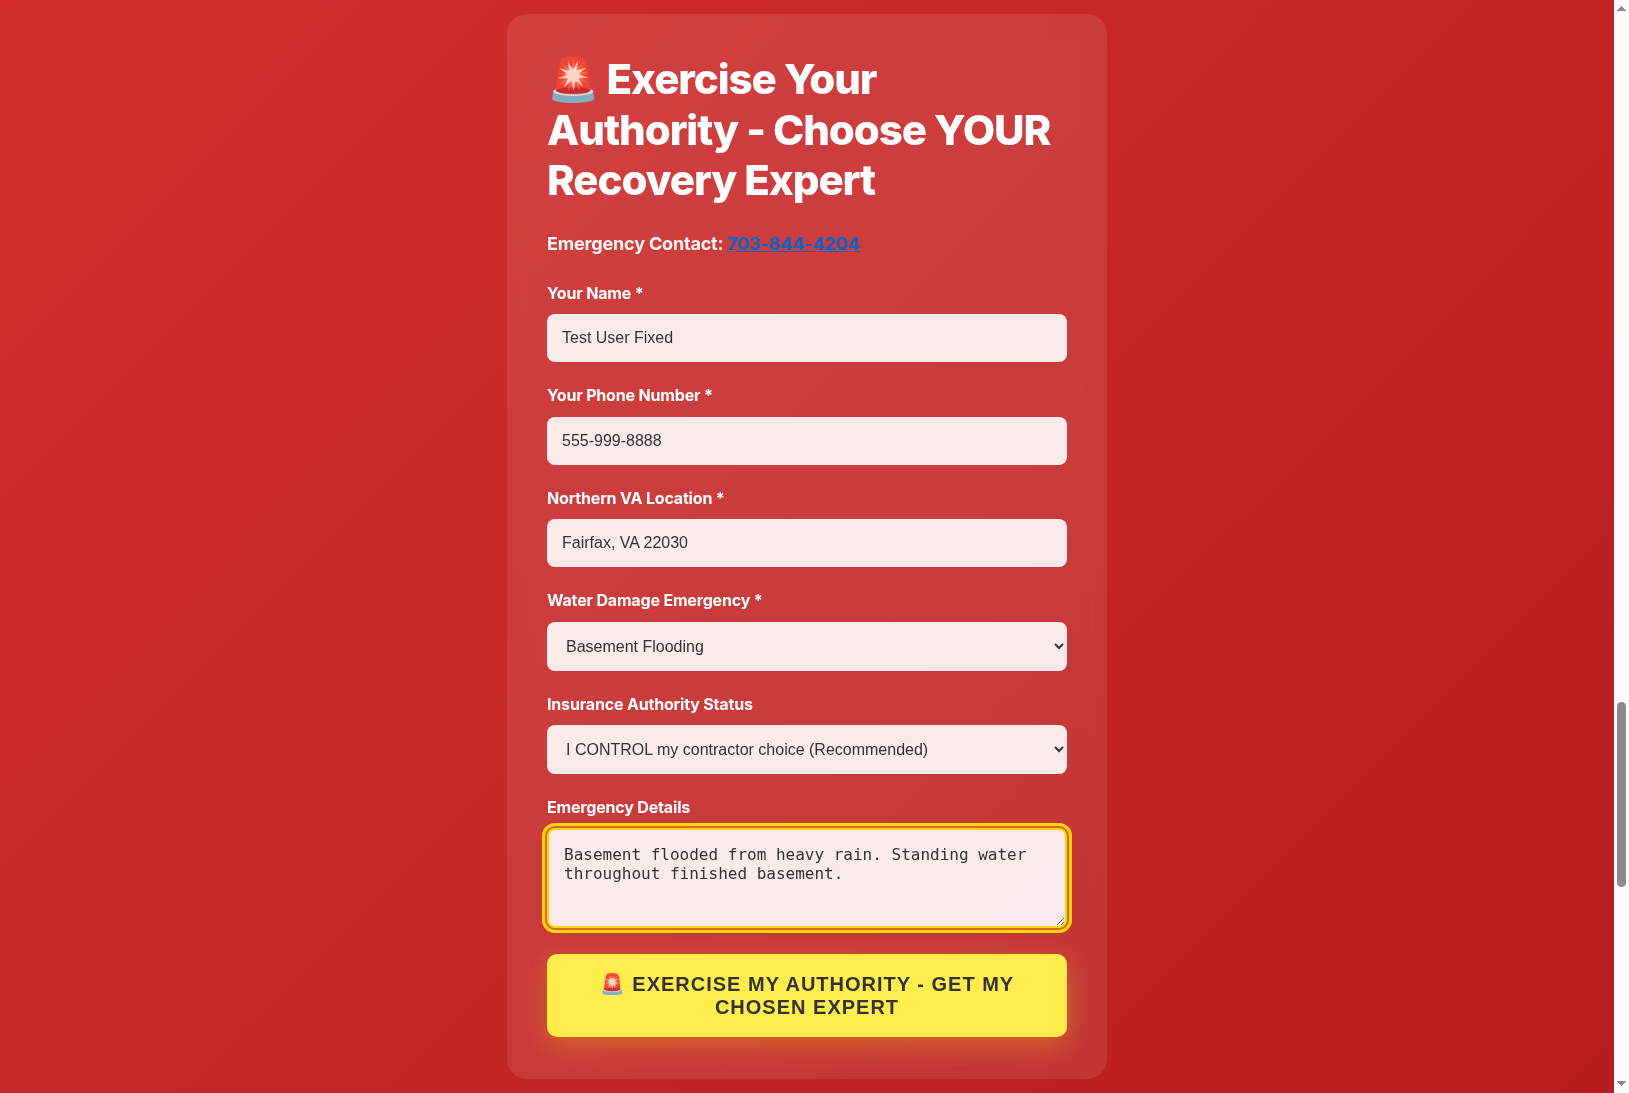 🚨 Exercise Your
Authority - Choose YOUR
Recovery Expert
Emergency Contact: 703-844-4204
Your Name *
Test User Fixed
Your Phone Number *
555-999-8888
Northern VA Location *
Fairfax, VA 22030
Water Damage Emergency *
Basement Flooding
Insurance Authority Status
I CONTROL my contractor choice (Recommended)
Emergency Details
Basement flooded from heavy rain. Standing water
throughout finished basement.
🚨 EXERCISE MY AUTHORITY - GET MY
CHOSEN EXPERT